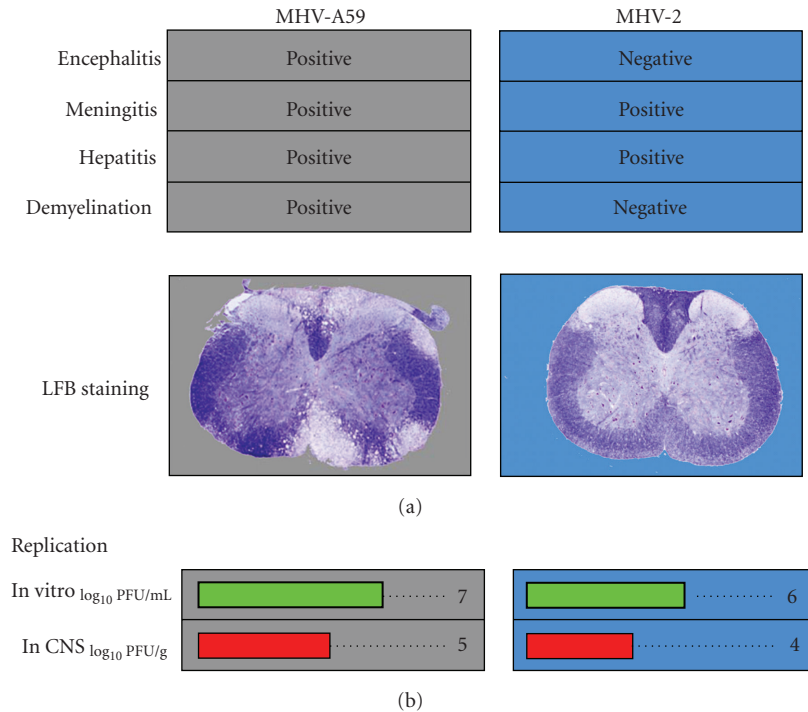 MHV-A59 MHV-2
Encephalitis Positive Negative
Meningitis Positive Positive
Hepatitis Positive Positive
Demyelination Positive Negative
LFB staining
(a)
Replication
In vitro log10 PFU/mL 7 6
In CNS log10 PFU/g 5 4
(b)